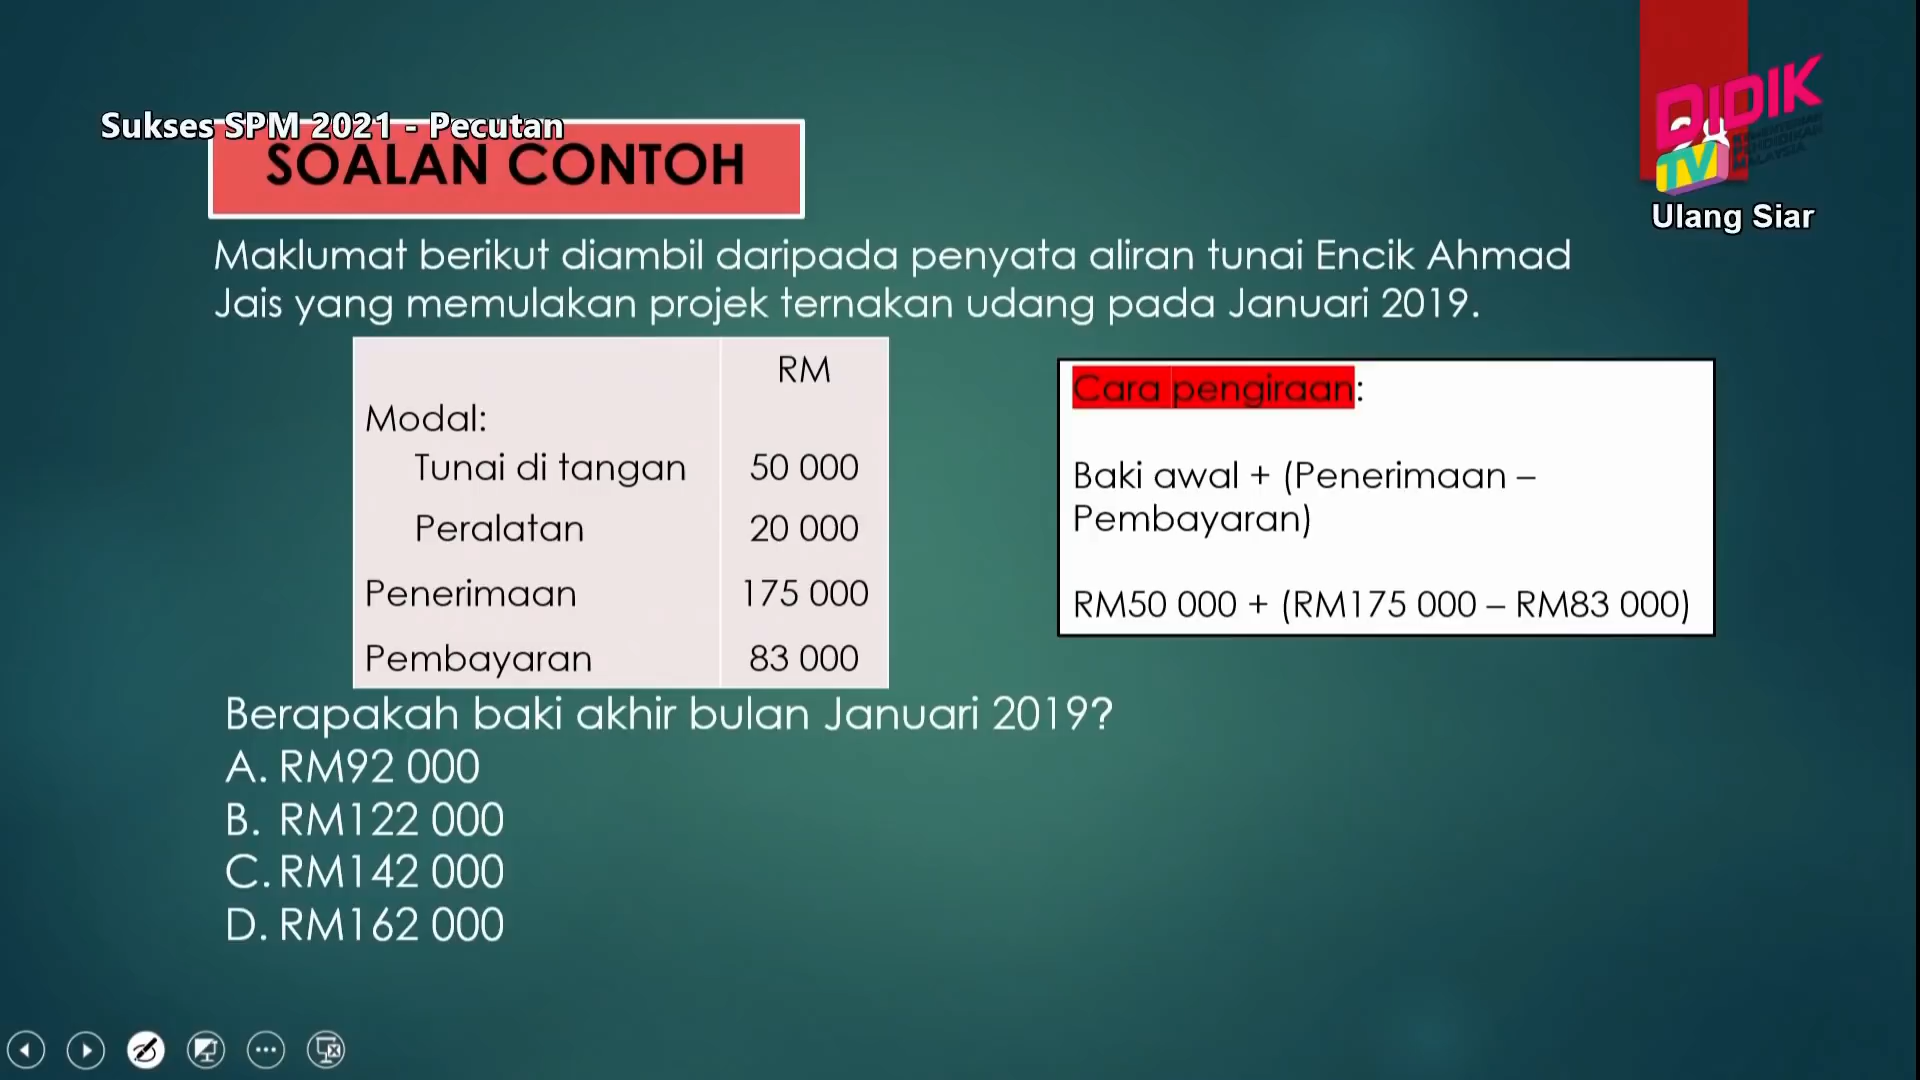 Sukses SPM 2021 - Pecutan
SOALAN CONTOH
DIDIK
TV
Ulang Siar
Maklumat berikut diambil daripada penyata aliran tunai Encik Ahmad
Jais yang memulakan projek ternakan udang pada Januari 2019.
RM
Modal:
Tunai di tangan 50 000
Peralatan 20 000
Penerimaan 175 000
Pembayaran 83 000
Cara pengiraan:
Baki awal + (Penerimaan –
Pembayaran)
RM50 000 + (RM175 000 – RM83 000)
Berapakah baki akhir bulan Januari 2019?
A. RM92 000
B. RM122 000
C. RM142 000
D. RM162 000